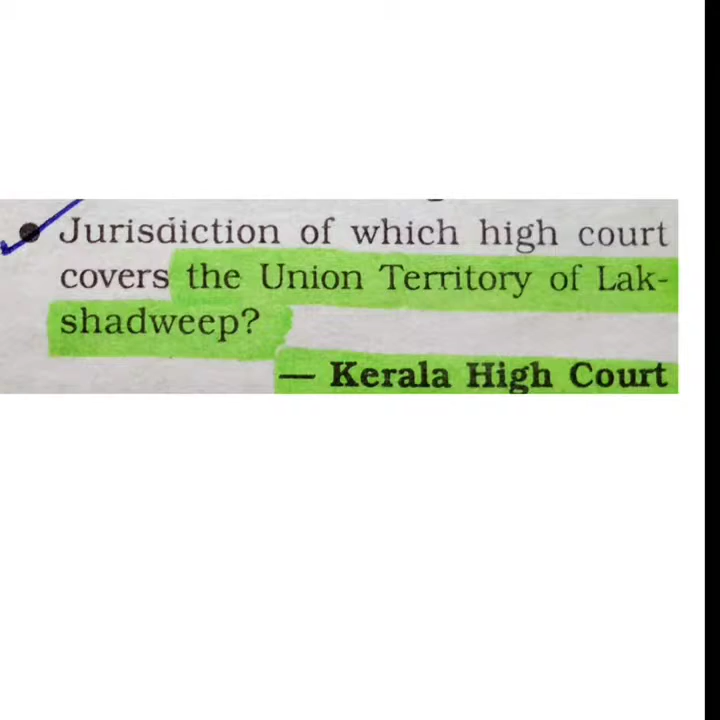 • Jurisdiction of which high court
covers the Union Territory of Lak-
shadweep?
— Kerala High Court